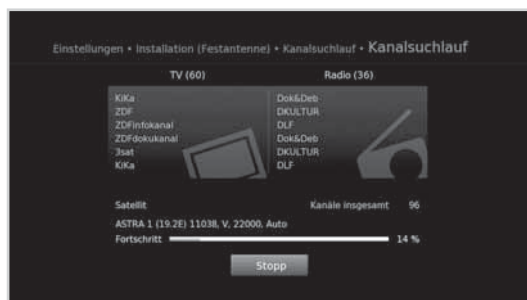 Einstellungen • Installation (Festantenne) • Kanalsuchlauf • Kanalsuchlauf
TV (60) Radio (36)
KiKa Dok&Deb
ZDF DKULTUR
ZDFinfokanal DLF
ZDFdokukanal Dok&Deb
3sat DKULTUR
KiKa DLF
Satellit Kanäle insgesamt 96
ASTRA 1 (19.2E) 11038, V, 22000, Auto
Fortschritt 14 %
Stopp